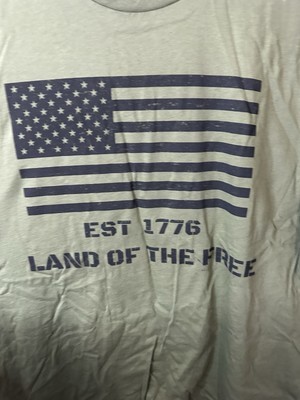 EST 1776
LAND OF THE FREE